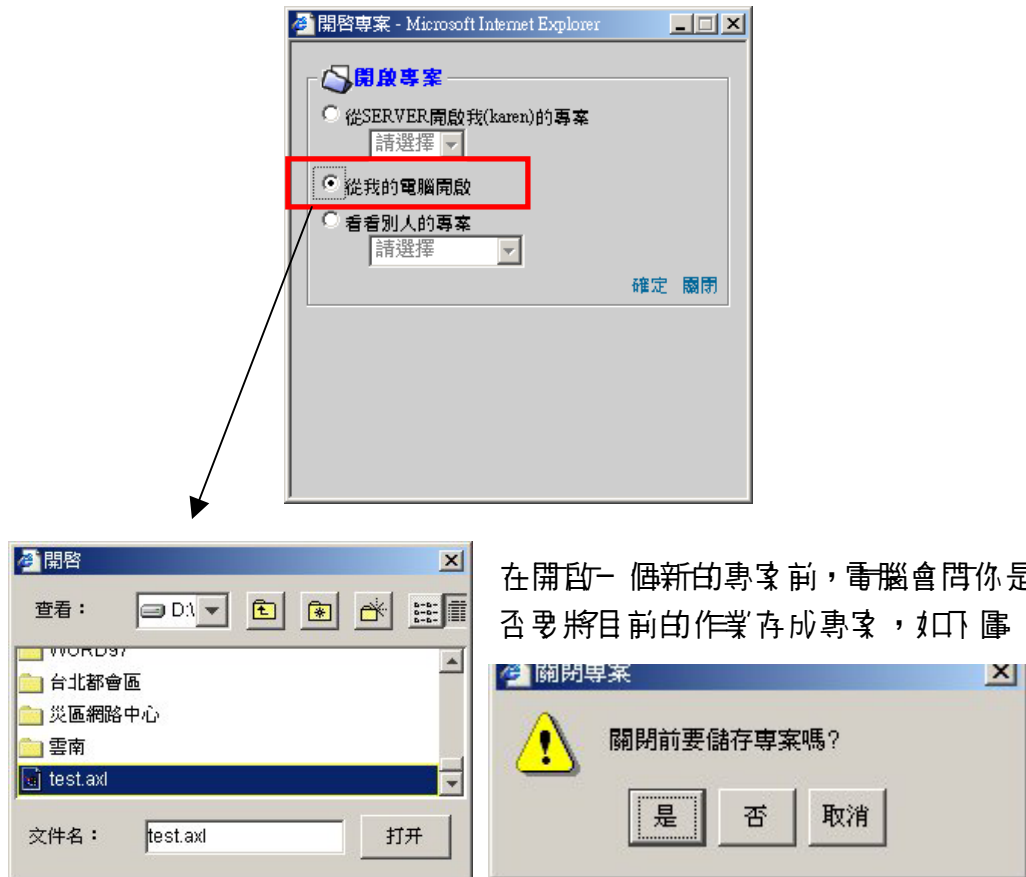 開啓專案 - Microsoft Internet Explorer
開啟專案
從SERVER開啟我(karen)的專案
請選擇
從我的電腦開啟
看看別人的專案
請選擇
確定 關閉
開啓
查看： D:\
WORD97
台北都會區
災區網路中心
雲南
test.axl
文件名： test.axl 打开
在開啟一個新的專案前，電腦會問你是
否要將目前的作業存成專案，如下圖
關閉專案
關閉前要儲存專案嗎?
是 否 取消